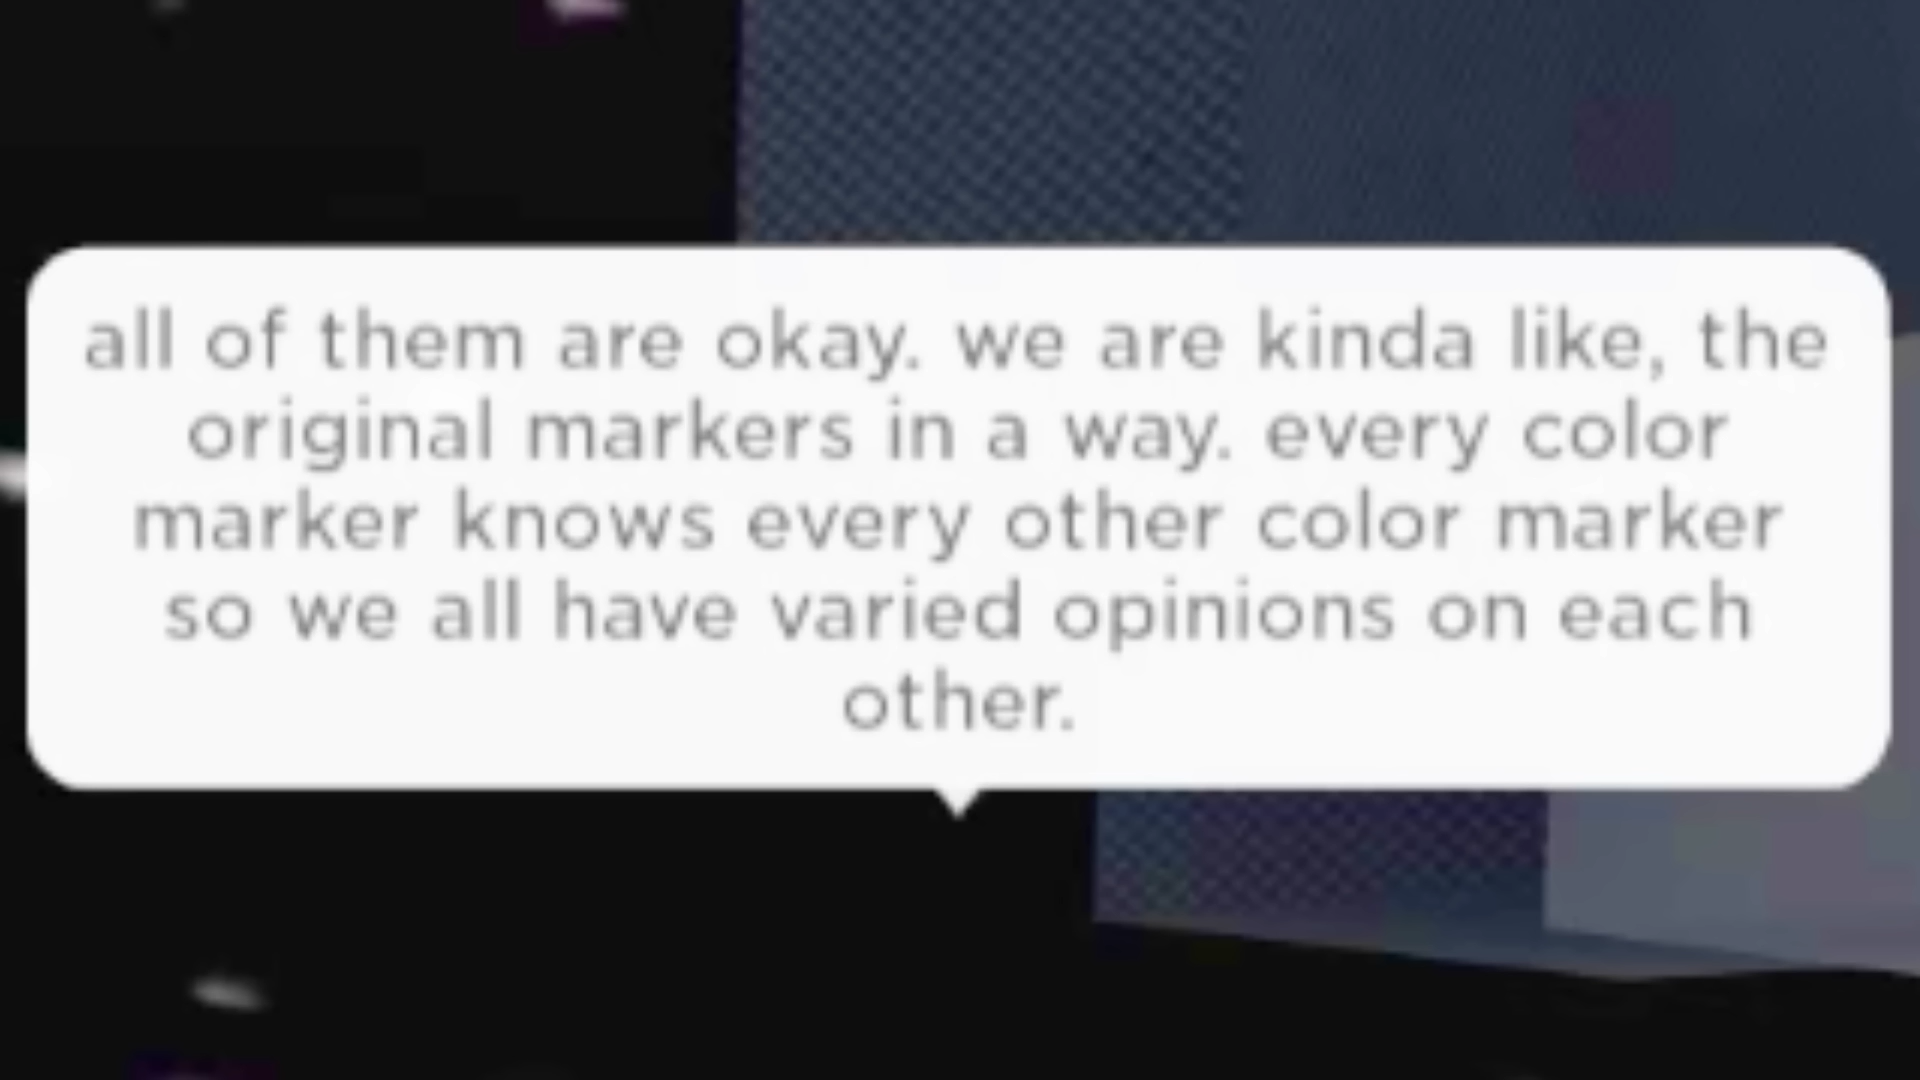 all of them are okay. we are kinda like, the
original markers in a way. every color
marker knows every other color marker
so we all have varied opinions on each
other.